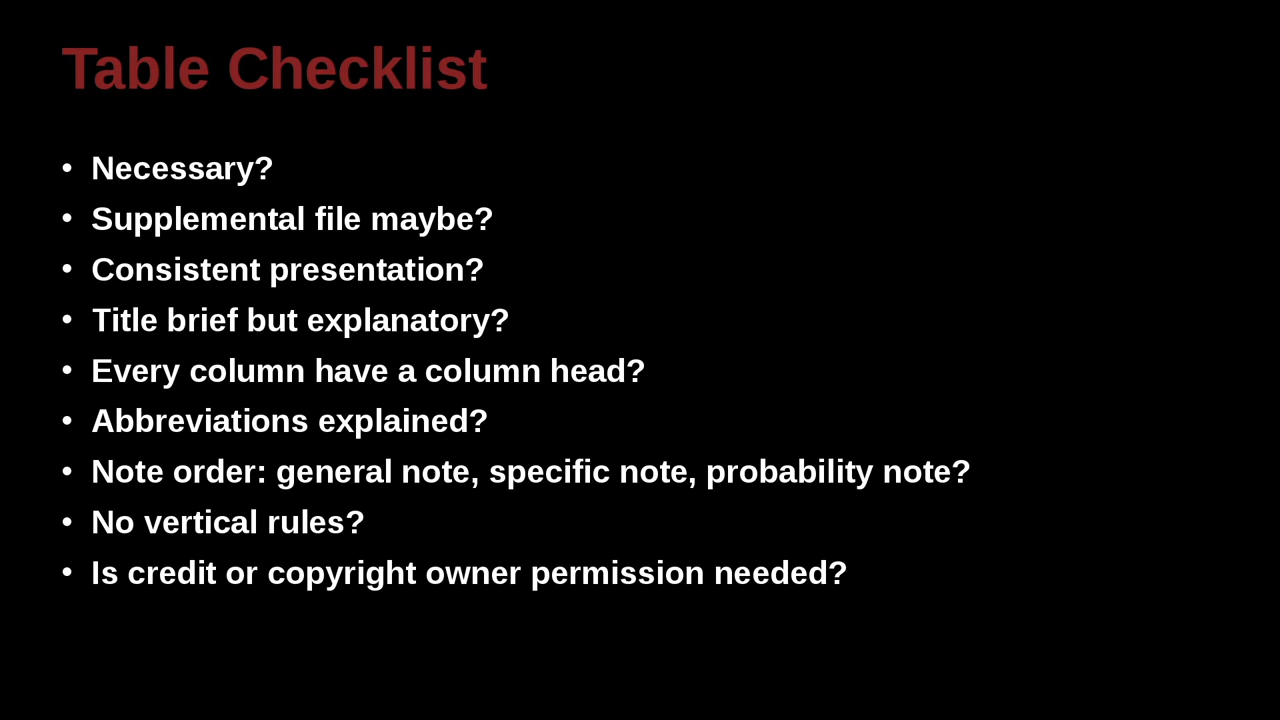 Table Checklist
• Necessary?
• Supplemental file maybe?
• Consistent presentation?
• Title brief but explanatory?
• Every column have a column head?
• Abbreviations explained?
• Note order: general note, specific note, probability note?
• No vertical rules?
• Is credit or copyright owner permission needed?